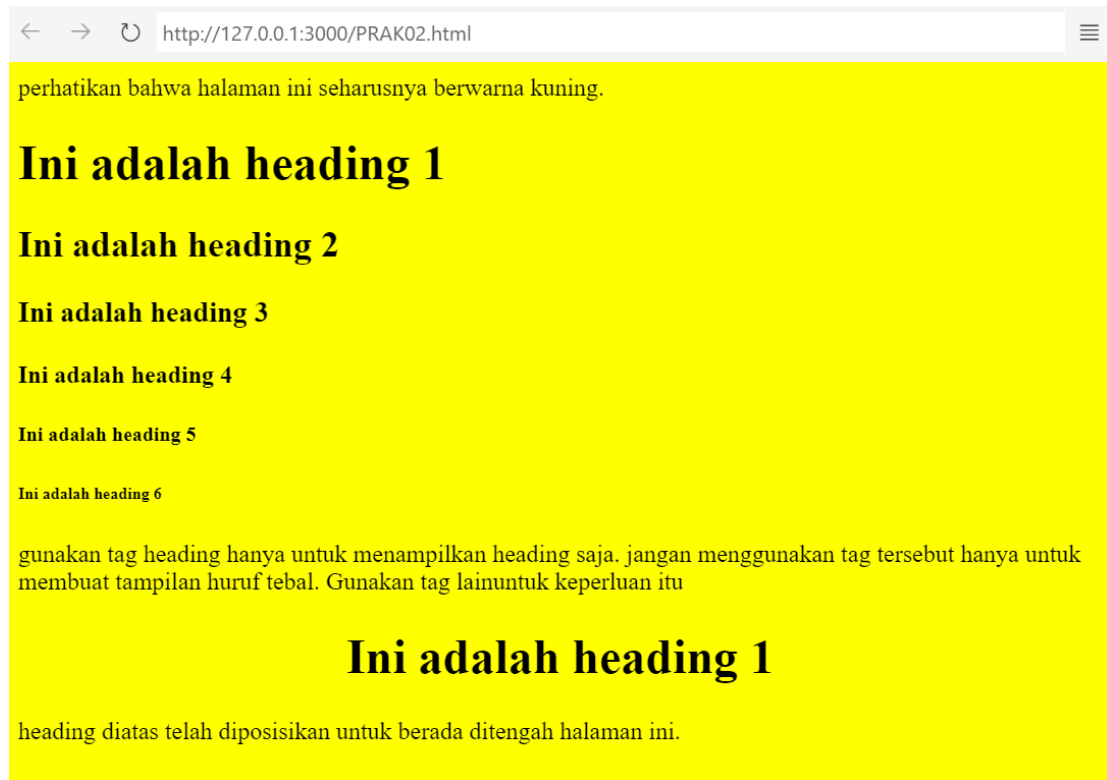 http://127.0.0.1:3000/PRAK02.html
perhatikan bahwa halaman ini seharusnya berwarna kuning.
Ini adalah heading 1
Ini adalah heading 2
Ini adalah heading 3
Ini adalah heading 4
Ini adalah heading 5
Ini adalah heading 6
gunakan tag heading hanya untuk menampilkan heading saja. jangan menggunakan tag tersebut hanya untuk
membuat tampilan huruf tebal. Gunakan tag lainuntuk keperluan itu
Ini adalah heading 1
heading diatas telah diposisikan untuk berada ditengah halaman ini.